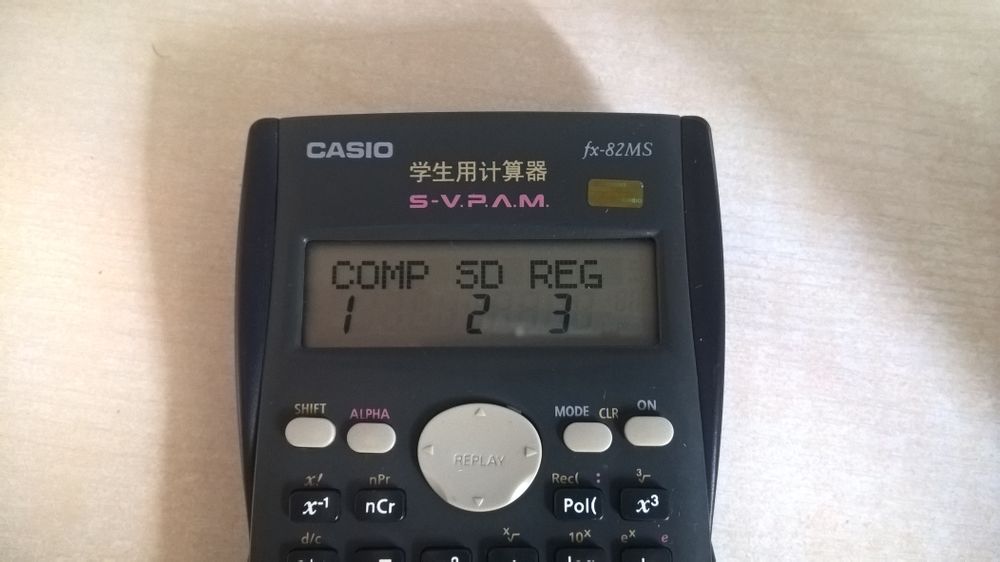 CASIO fx-82MS
学生用计算器
S-V.P.A.M.
COMP SD REG
1 2 3
SHIFT ALPHA MODE CLR ON
REPLAY
x! nPr Rec( : ³√
x⁻¹ nCr Pol( x³
d/c ˣ√ 10ˣ eˣ e